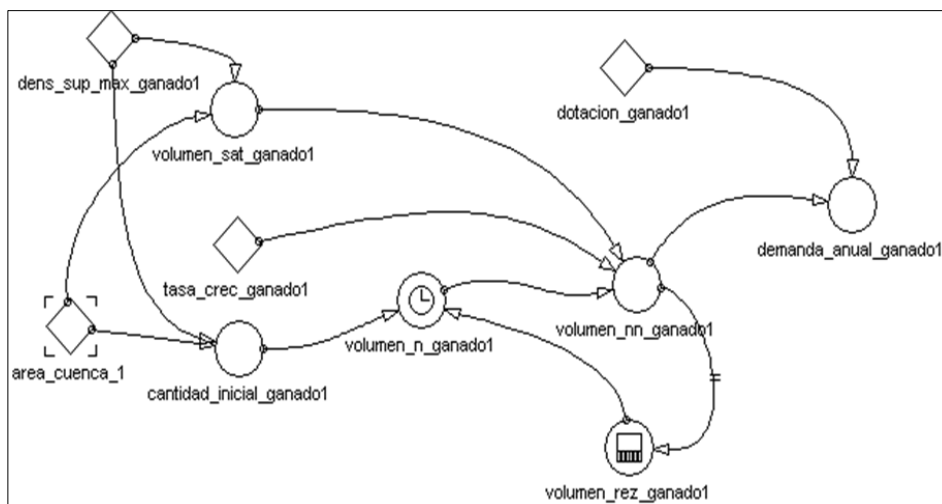 dens_sup_max_ganado1
dotacion_ganado1
volumen_sat_ganado1
demanda_anual_ganado1
tasa_crec_ganado1
volumen_nn_ganado1
volumen_n_ganado1
area_cuenca_1
cantidad_inicial_ganado1
volumen_rez_ganado1